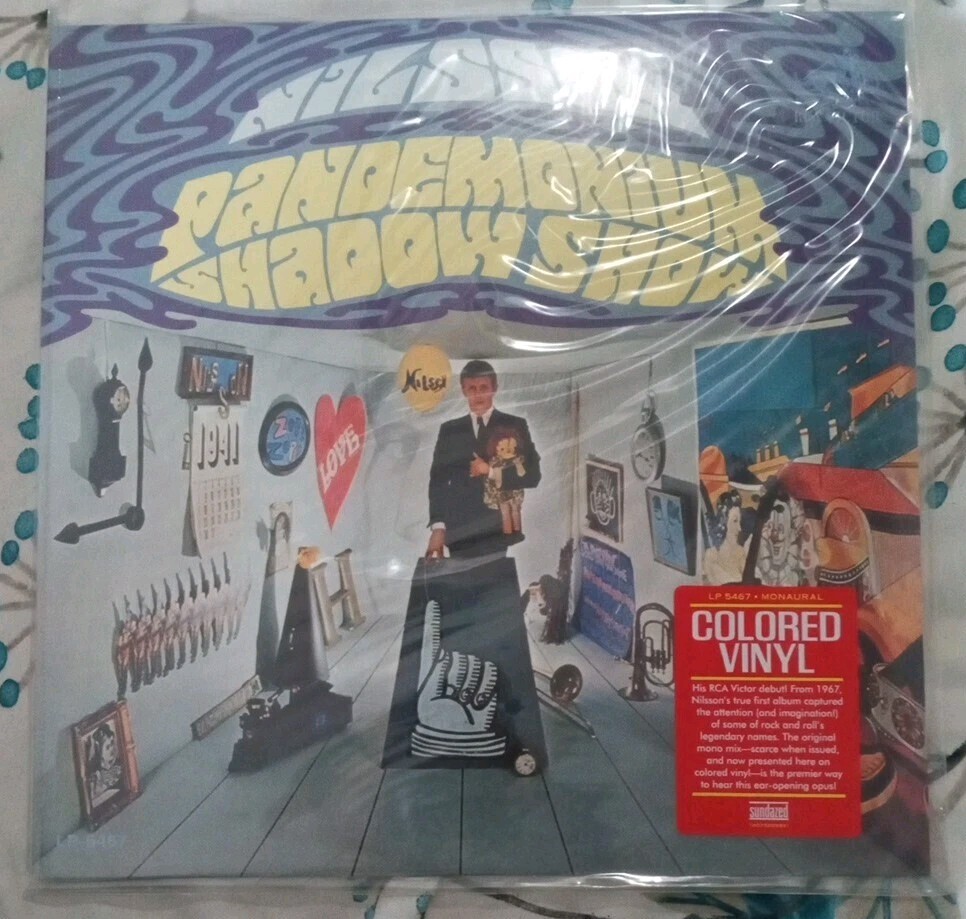 NILSSON
PANDEMONIUM
SHADOW SHOW
NILSSON
1941
LOVE
H
LP 5467 • MONAURAL
COLORED
VINYL
His RCA Victor debut! From 1967,
Nilsson's true first album captured
the attention (and imagination!)
of some of rock and roll's
legendary names. The original
mono mix—scarce when issued,
and now presented here on
colored vinyl—is the premier way
to hear this ear-opening opus!
sundazed
LP 5467